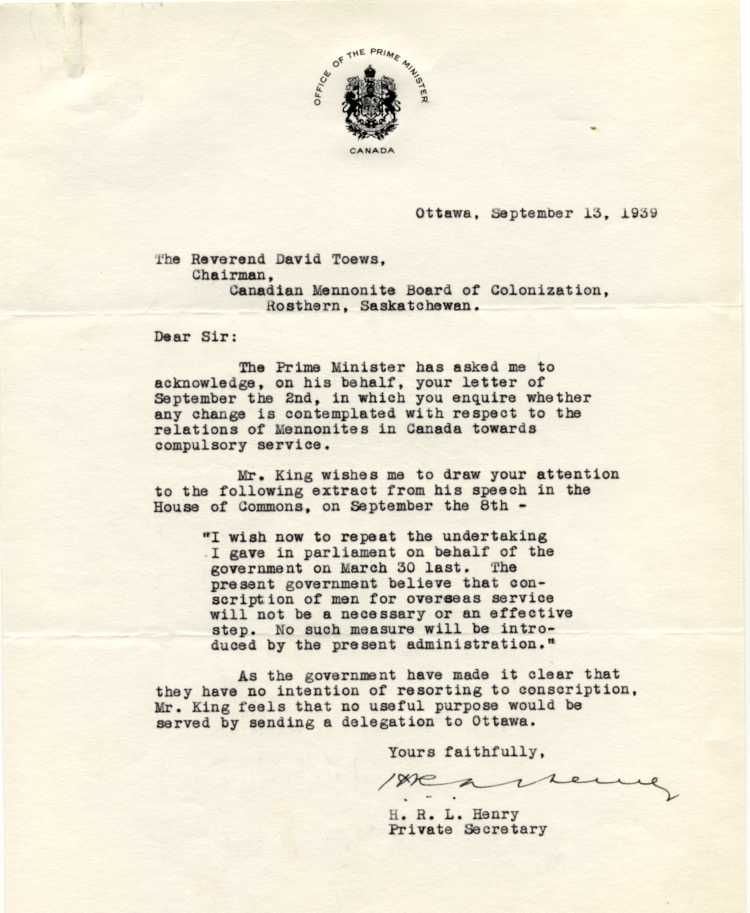 OFFICE OF THE PRIME MINISTER
CANADA
Ottawa, September 13, 1939
The Reverend David Toews,
Chairman,
Canadian Mennonite Board of Colonization,
Rosthern, Saskatchewan.
Dear Sir:
The Prime Minister has asked me to
acknowledge, on his behalf, your letter of
September the 2nd, in which you enquire whether
any change is contemplated with respect to the
relations of Mennonites in Canada towards
compulsory service.
Mr. King wishes me to draw your attention
to the following extract from his speech in the
House of Commons, on September the 8th -
"I wish now to repeat the undertaking
I gave in parliament on behalf of the
government on March 30 last. The
present government believe that con-
scription of men for overseas service
will not be a necessary or an effective
step. No such measure will be intro-
duced by the present administration."
As the government have made it clear that
they have no intention of resorting to conscription,
Mr. King feels that no useful purpose would be
served by sending a delegation to Ottawa.
Yours faithfully,
H. R. L. Henry
Private Secretary